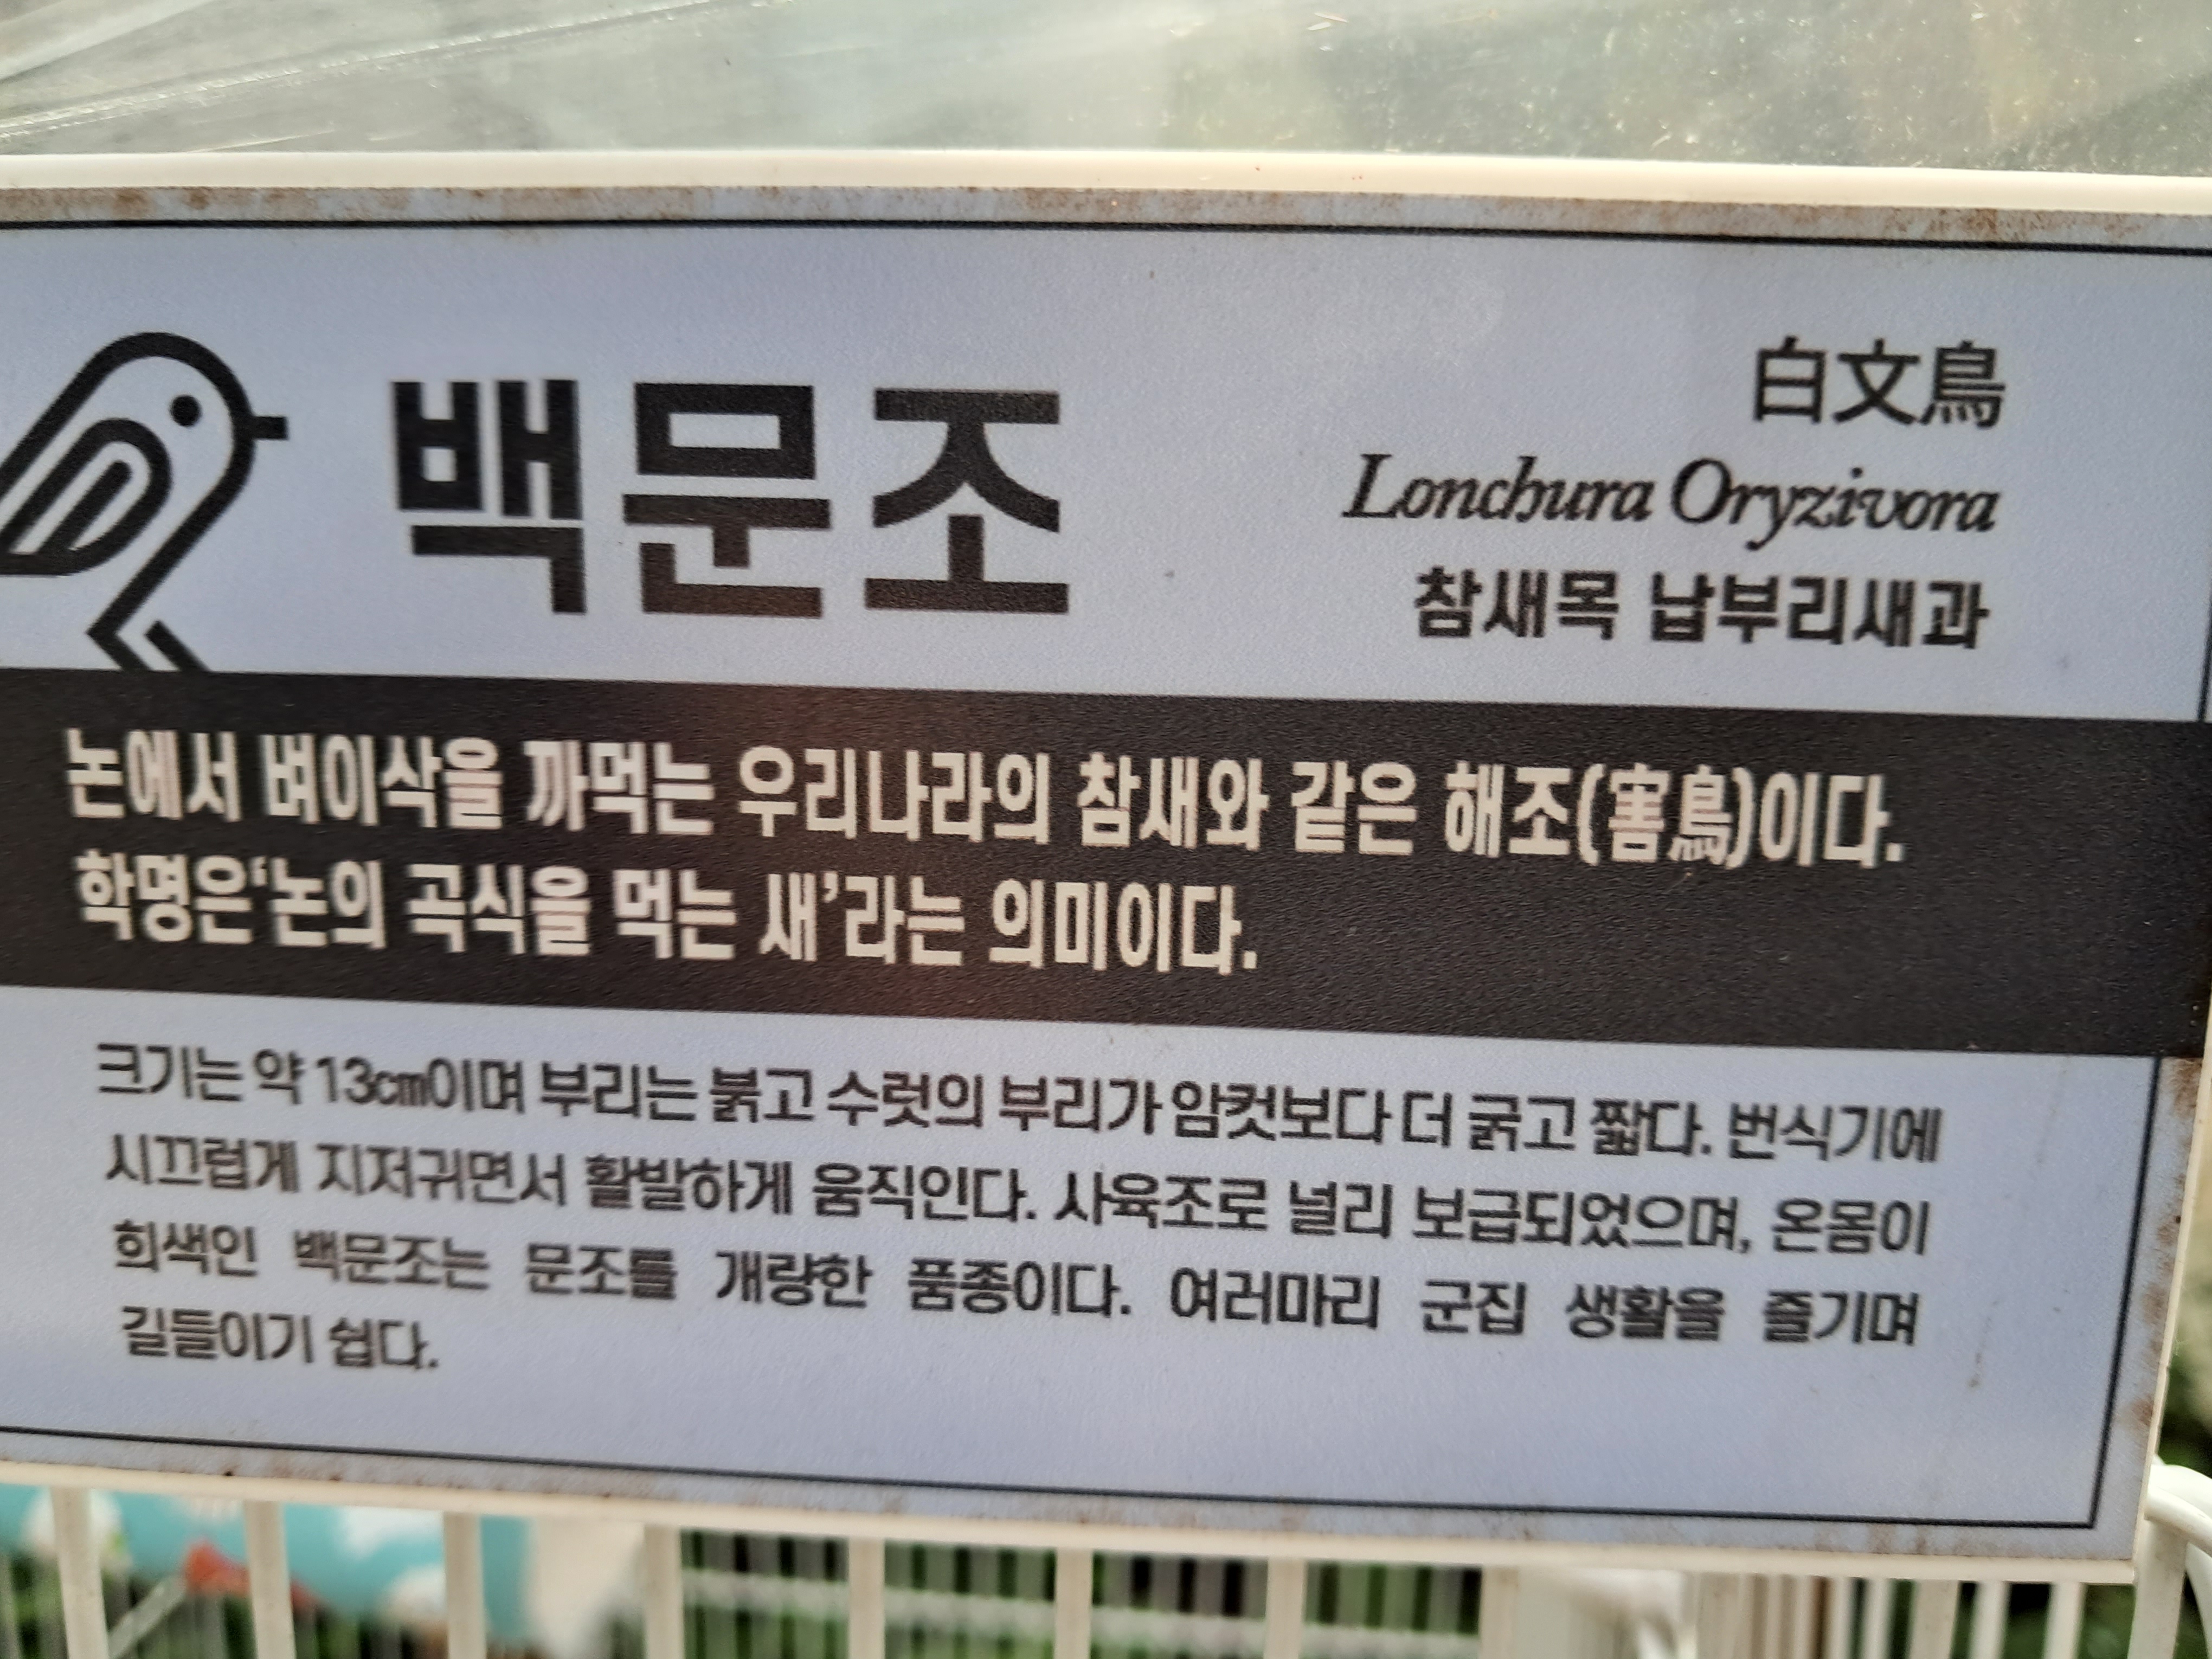 백문조
白文鳥
Lonchura Oryzivora
참새목 납부리새과
논에서 벼이삭을 까먹는 우리나라의 참새와 같은 해조(害鳥)이다.
학명은‘논의 곡식을 먹는 새’라는 의미이다.
크기는 약 13cm이며 부리는 붉고 수컷의 부리가 암컷보다 더 굵고 짧다. 번식기에
시끄럽게 지저귀면서 활발하게 움직인다. 사육조로 널리 보급되었으며, 온몸이
희색인 백문조는 문조를 개량한 품종이다. 여러마리 군집 생활을 즐기며
길들이기 쉽다.